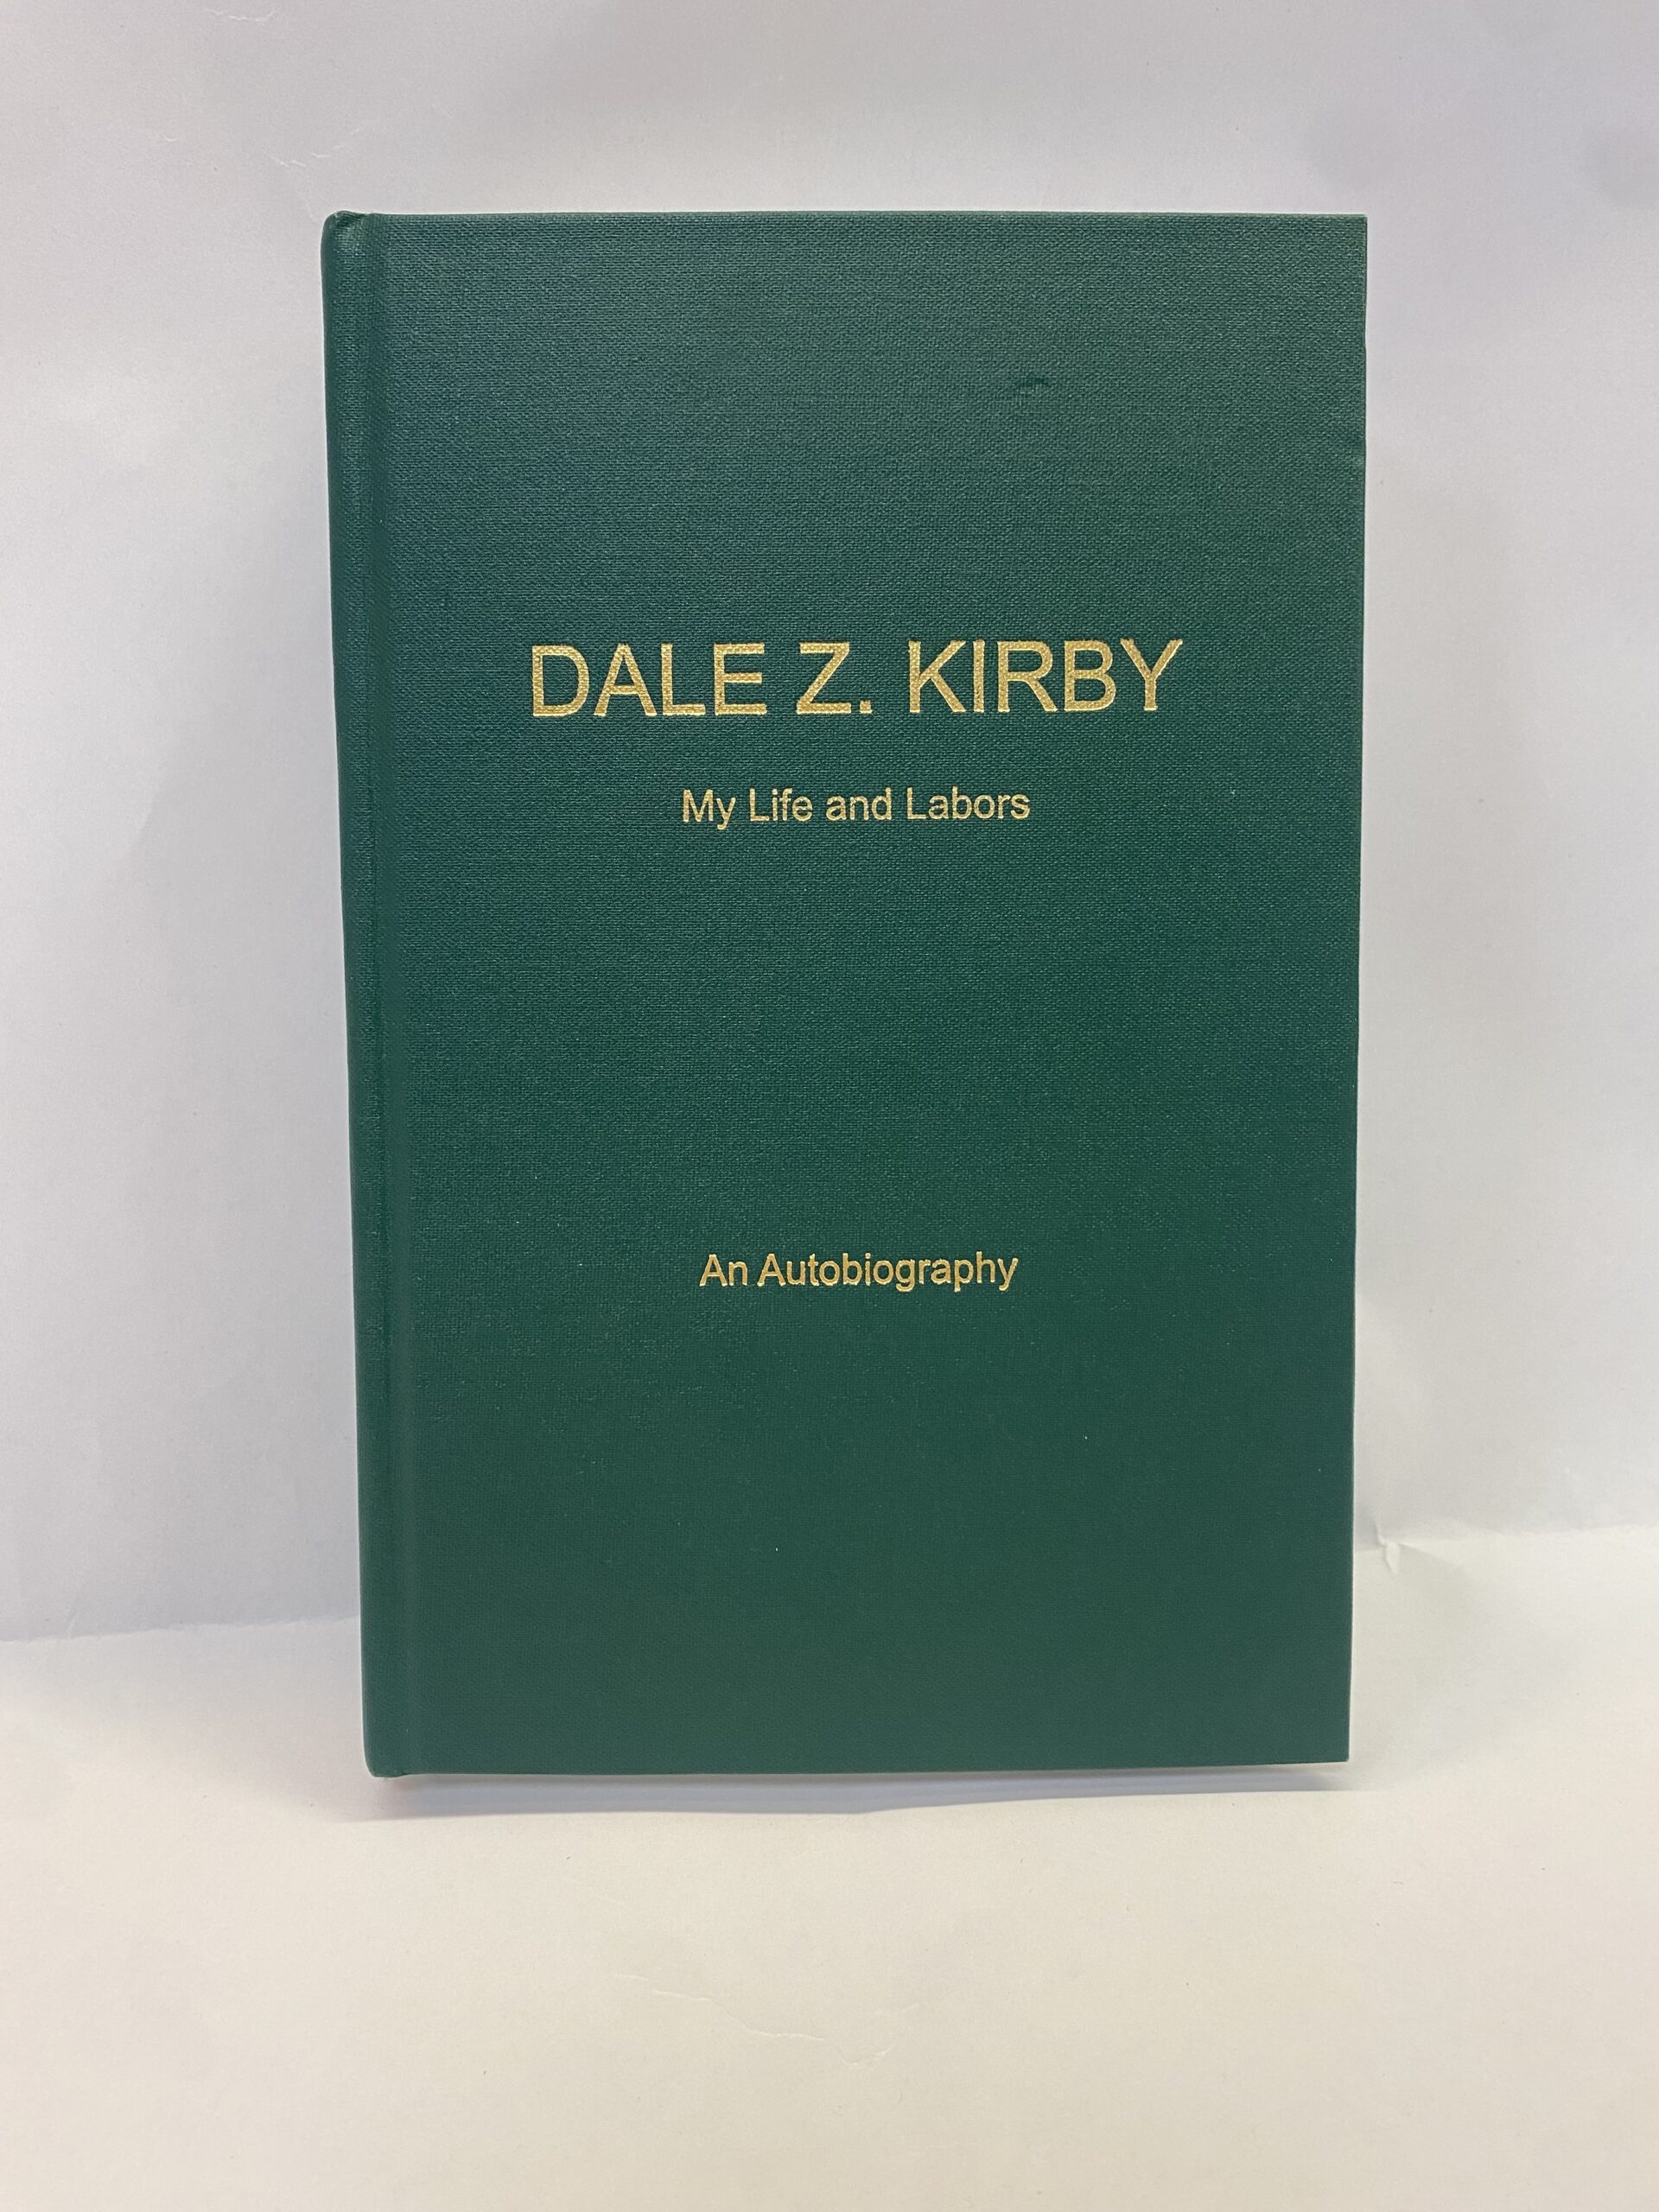 DALE Z. KIRBY
My Life and Labors
An Autobiography